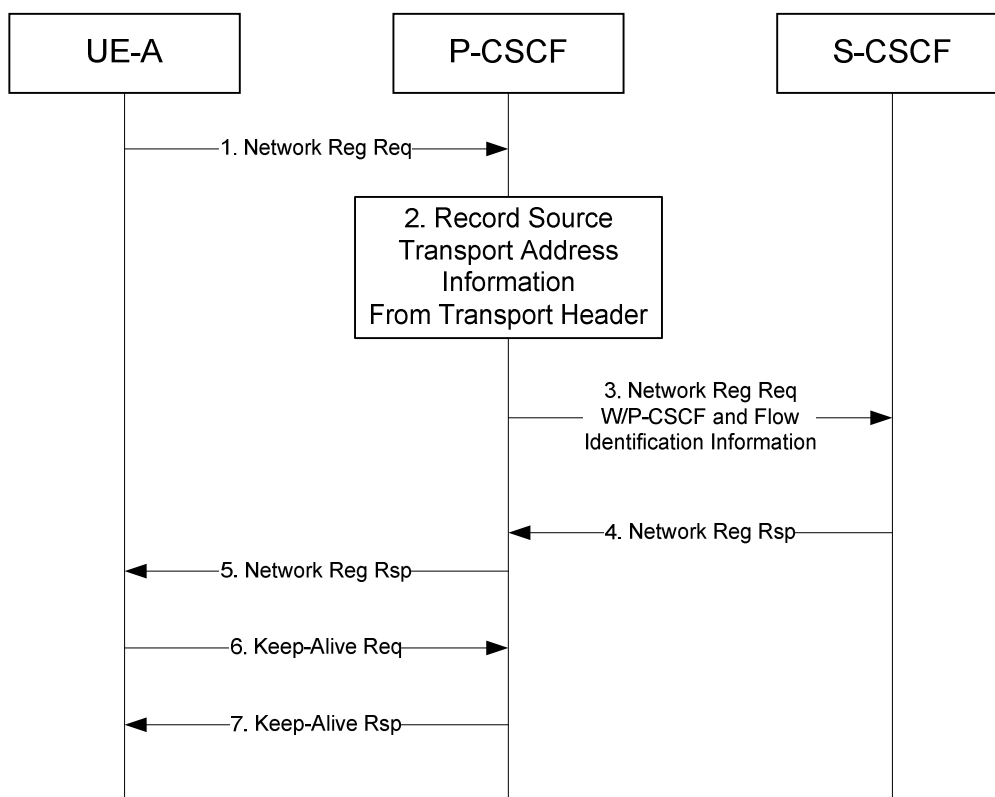 UE-A
P-CSCF
S-CSCF
1. Network Reg Req
2. Record Source
Transport Address
Information
From Transport Header
3. Network Reg Req
W/P-CSCF and Flow
Identification Information
4. Network Reg Rsp
5. Network Reg Rsp
6. Keep-Alive Req
7. Keep-Alive Rsp